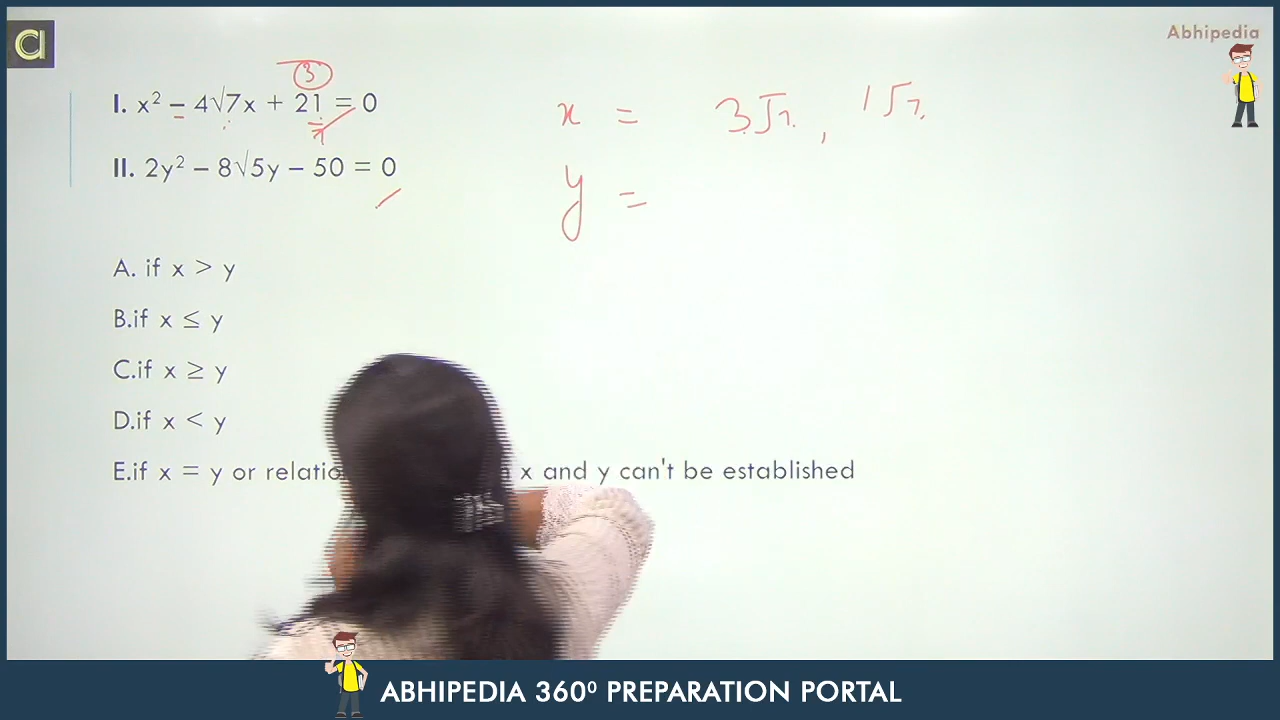 Abhipedia
3
I. x² – 4√7x + 21 = 0
x = 3√7, 1√7
7
II. 2y² – 8√5y – 50 = 0
y =
A. if x > y
B.if x ≤ y
C.if x ≥ y
D.if x < y
E.if x = y or x and y can't be established
ABHIPEDIA 360⁰ PREPARATION PORTAL